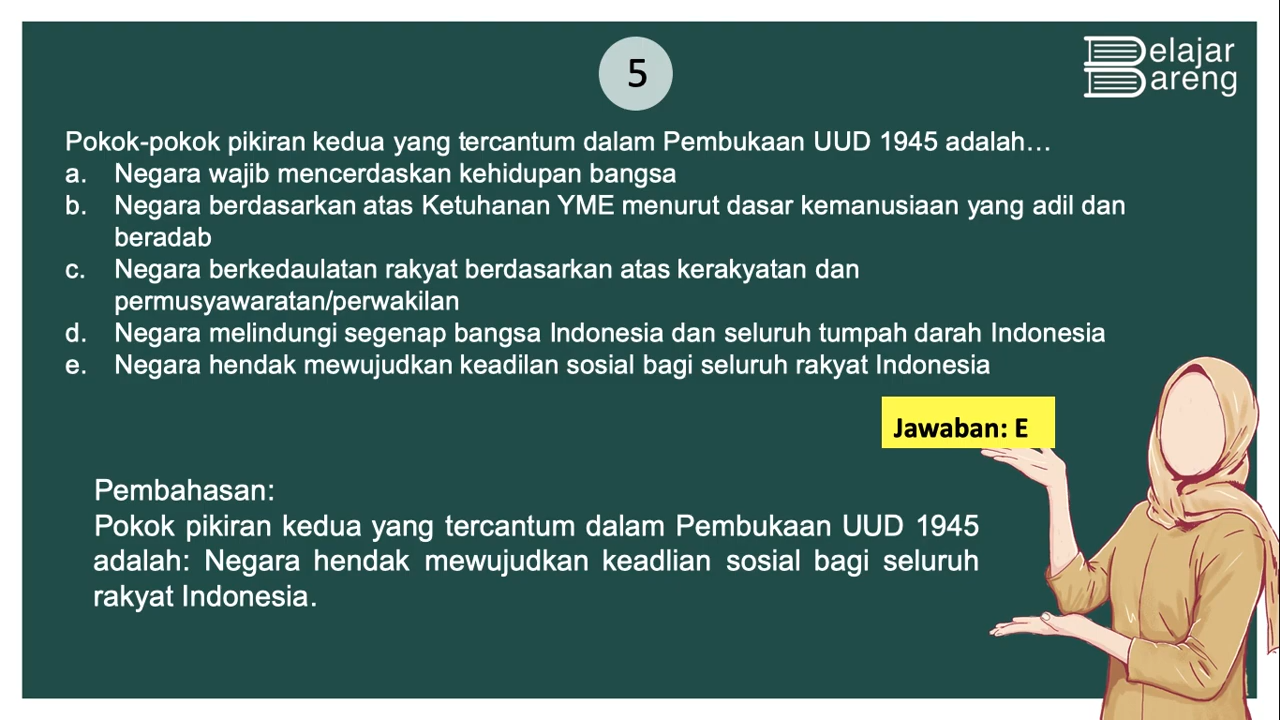 5
Belajar
Bareng
Pokok-pokok pikiran kedua yang tercantum dalam Pembukaan UUD 1945 adalah…
a. Negara wajib mencerdaskan kehidupan bangsa
b. Negara berdasarkan atas Ketuhanan YME menurut dasar kemanusiaan yang adil dan
beradab
c. Negara berkedaulatan rakyat berdasarkan atas kerakyatan dan
permusyawaratan/perwakilan
d. Negara melindungi segenap bangsa Indonesia dan seluruh tumpah darah Indonesia
e. Negara hendak mewujudkan keadilan sosial bagi seluruh rakyat Indonesia
Jawaban: E
Pembahasan:
Pokok pikiran kedua yang tercantum dalam Pembukaan UUD 1945
adalah: Negara hendak mewujudkan keadlian sosial bagi seluruh
rakyat Indonesia.